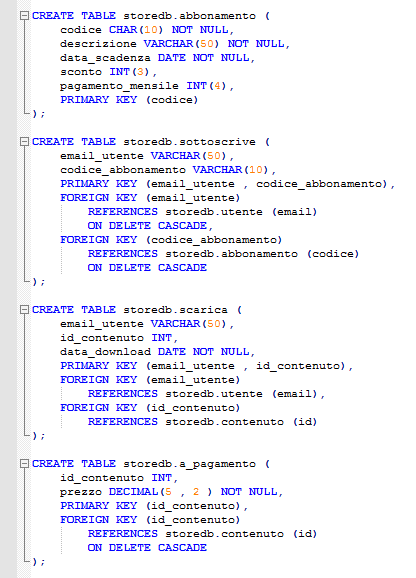 CREATE TABLE storedb.abbonamento (
    codice CHAR(10) NOT NULL,
    descrizione VARCHAR(50) NOT NULL,
    data_scadenza DATE NOT NULL,
    sconto INT(3),
    pagamento_mensile INT(4),
    PRIMARY KEY (codice)
);
CREATE TABLE storedb.sottoscrive (
    email_utente VARCHAR(50),
    codice_abbonamento VARCHAR(10),
    PRIMARY KEY (email_utente , codice_abbonamento),
    FOREIGN KEY (email_utente)
        REFERENCES storedb.utente (email)
        ON DELETE CASCADE,
    FOREIGN KEY (codice_abbonamento)
        REFERENCES storedb.abbonamento (codice)
        ON DELETE CASCADE
);
CREATE TABLE storedb.scarica (
    email_utente VARCHAR(50),
    id_contenuto INT,
    data_download DATE NOT NULL,
    PRIMARY KEY (email_utente , id_contenuto),
    FOREIGN KEY (email_utente)
        REFERENCES storedb.utente (email),
    FOREIGN KEY (id_contenuto)
        REFERENCES storedb.contenuto (id)
);
CREATE TABLE storedb.a_pagamento (
    id_contenuto INT,
    prezzo DECIMAL(5 , 2 ) NOT NULL,
    PRIMARY KEY (id_contenuto),
    FOREIGN KEY (id_contenuto)
        REFERENCES storedb.contenuto (id)
        ON DELETE CASCADE
);